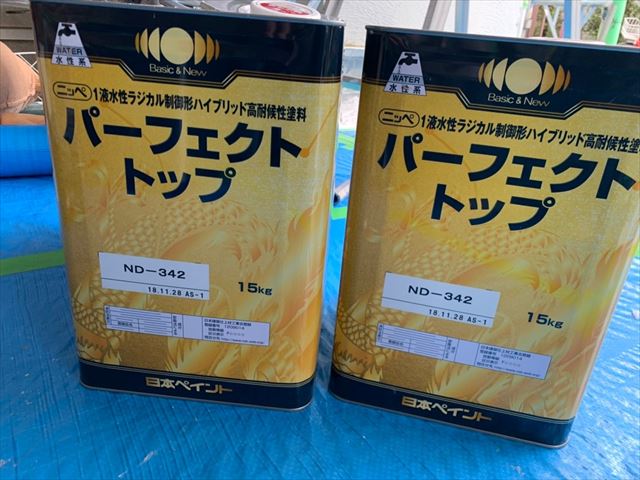 WATER
水性系
Basic & New
ニッペ 1液水性ラジカル制御形ハイブリッド高耐候性塗料
パーフェクト
トップ
ND-342
18.11.28 AS-1
15kg
日本ペイント
WATER
水性系
Basic & New
ニッペ 1液水性ラジカル制御形ハイブリッド高耐候性塗
パーフェクト
トップ
ND-342
18.11.28 AS-1
15kg
日本ペイント